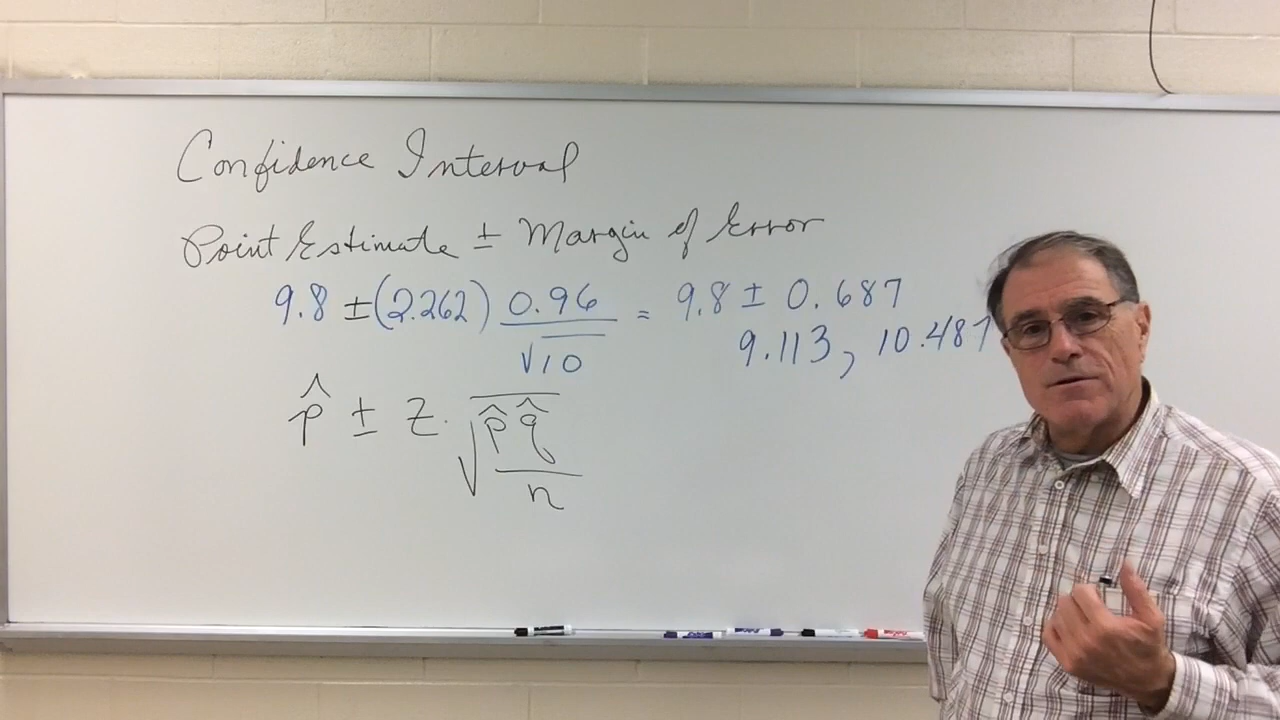 Confidence Interval
Point Estimate ± Margin of Error
9.8 ± (2.262) 0.96/√10 = 9.8 ± 0.687
9.113, 10.487
p̂ ± z · √(p̂q̂/n)